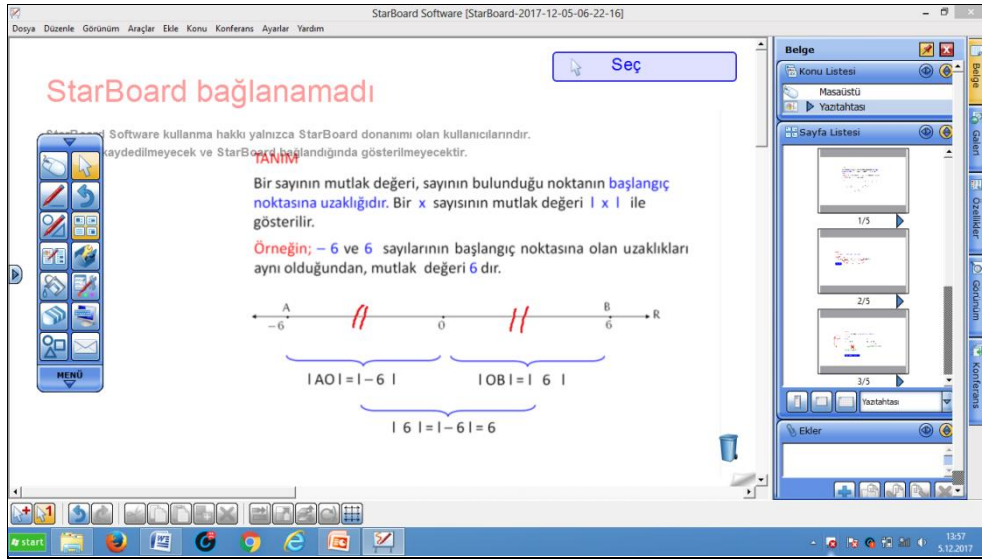 StarBoard Software [StarBoard-2017-12-05-06-22-16]
Dosya Düzenle Görünüm Araçlar Ekle Konu Konferans Ayarlar Yardım
Seç
StarBoard bağlanamadı
StarBoard Software kullanma hakkı yalnızca StarBoard donanımı olan kullanıcılarındır.
kaydedilmeyecek ve StarBoard bağlandığında gösterilmeyecektir.
TANIM
Bir sayının mutlak değeri, sayının bulunduğu noktanın başlangıç
noktasına uzaklığıdır. Bir x sayısının mutlak değeri l x l ile
gösterilir.
Örneğin; – 6 ve 6 sayılarının başlangıç noktasına olan uzaklıkları
aynı olduğundan, mutlak değeri 6 dır.
A B
–6 0 6 R
l AO l = l – 6 l l OB l = l 6 l
l 6 l = l – 6 l = 6
MENÜ
Belge
Konu Listesi
Masaüstü
Yazıtahtası
Sayfa Listesi
1/5
2/5
3/5
Yazıtahtası
Ekler
Belge
Galeri
Özellikler
Görünüm
Konferans
start
13:57
5.12.2017